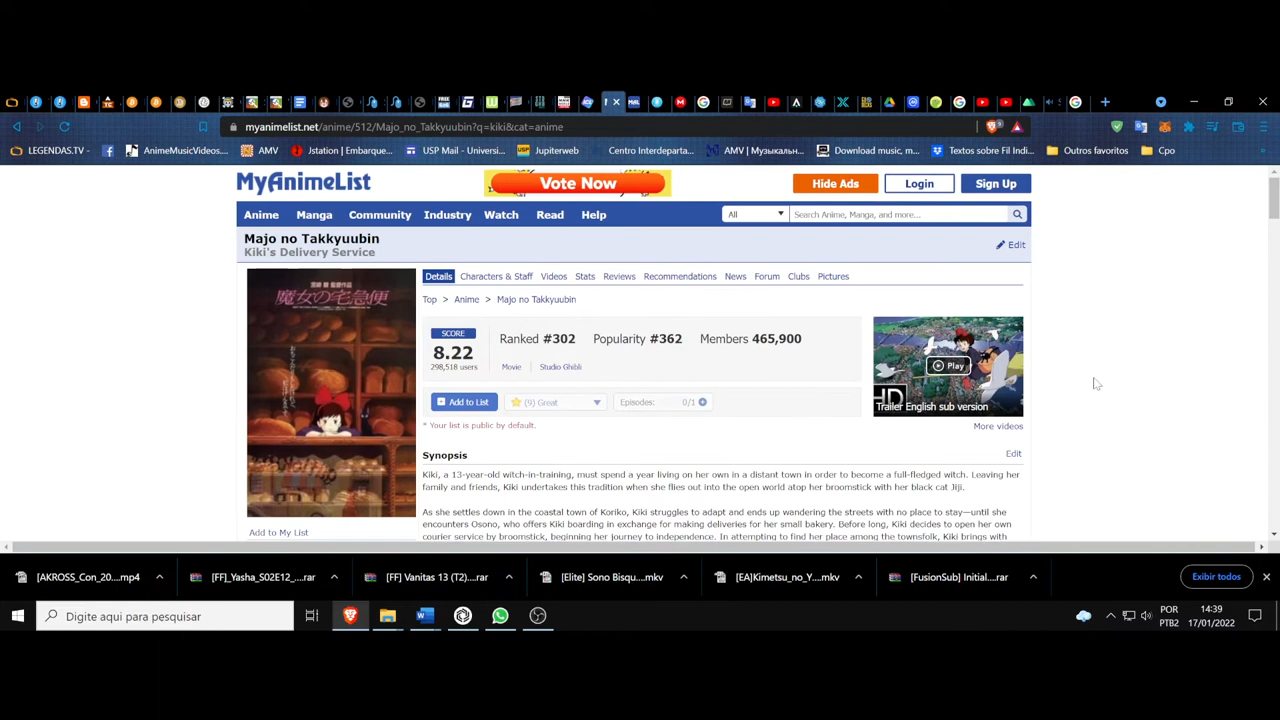 myanimelist.net/anime/512/Majo_no_Takkyuubin?q=kiki&cat=anime
9
LEGENDAS.TV -
AnimeMusicVideos...
AMV
Jstation | Embarque...
USP Mail - Universi...
Jupiterweb
Centro Interdeparta...
AMV | Музыкальн...
Download music, m...
Textos sobre Fil Indi...
Outros favoritos
Cpo
MyAnimeList
Vote Now
Hide Ads
Login
Sign Up
Anime
Manga
Community
Industry
Watch
Read
Help
All
Search Anime, Manga, and more...
Majo no Takkyuubin
Kiki's Delivery Service
Edit
魔女の宅急便
Details
Characters & Staff
Videos
Stats
Reviews
Recommendations
News
Forum
Clubs
Pictures
Top > Anime > Majo no Takkyuubin
SCORE
8.22
298,518 users
Ranked #302
Popularity #362
Members 465,900
Movie
Studio Ghibli
Add to List
(9) Great
Episodes: 0/1
* Your list is public by default.
Play
HD
Trailer English sub version
More videos
Synopsis
Edit
Kiki, a 13-year-old witch-in-training, must spend a year living on her own in a distant town in order to become a full-fledged witch. Leaving her
family and friends, Kiki undertakes this tradition when she flies out into the open world atop her broomstick with her black cat Jiji.
As she settles down in the coastal town of Koriko, Kiki struggles to adapt and ends up wandering the streets with no place to stay—until she
encounters Osono, who offers Kiki boarding in exchange for making deliveries for her small bakery. Before long, Kiki decides to open her own
courier service by broomstick, beginning her journey to independence. In attempting to find her place among the townsfolk, Kiki brings with
Add to My List
[AKROSS_Con_20....mp4
[FF]_Yasha_S02E12_....rar
[FF] Vanitas 13 (T2)....rar
[Elite] Sono Bisqu....mkv
[EA]Kimetsu_no_Y....mkv
[FusionSub] Initial....rar
Exibir todos
Digite aqui para pesquisar
POR
PTB2
14:39
17/01/2022